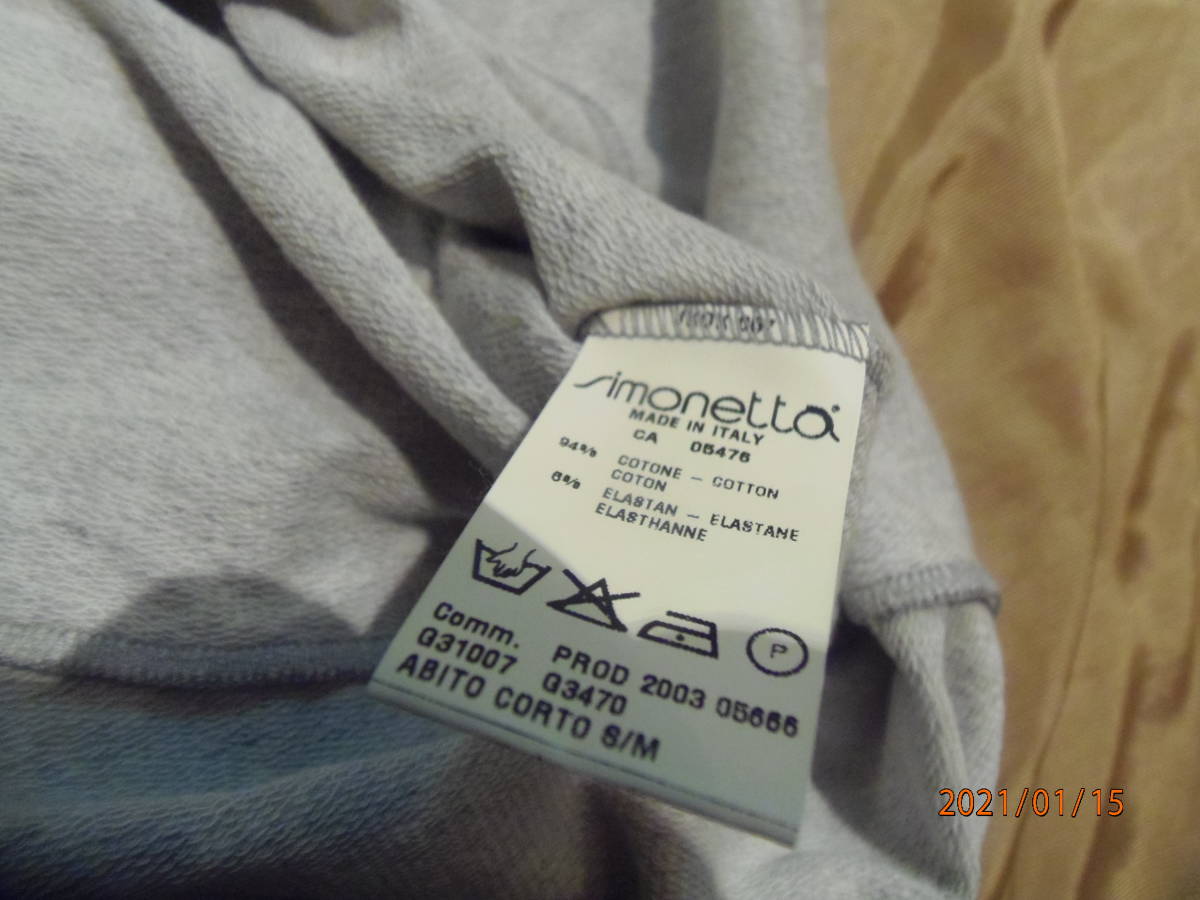 simonetta
MADE IN ITALY
CA 05475
94% COTONE – COTTON
COTON
6% ELASTAN – ELASTANE
ELASTHANNE
P
Comm. PROD 2003 05666
G31007 G3470
ABITO CORTO S/M
2021/01/15